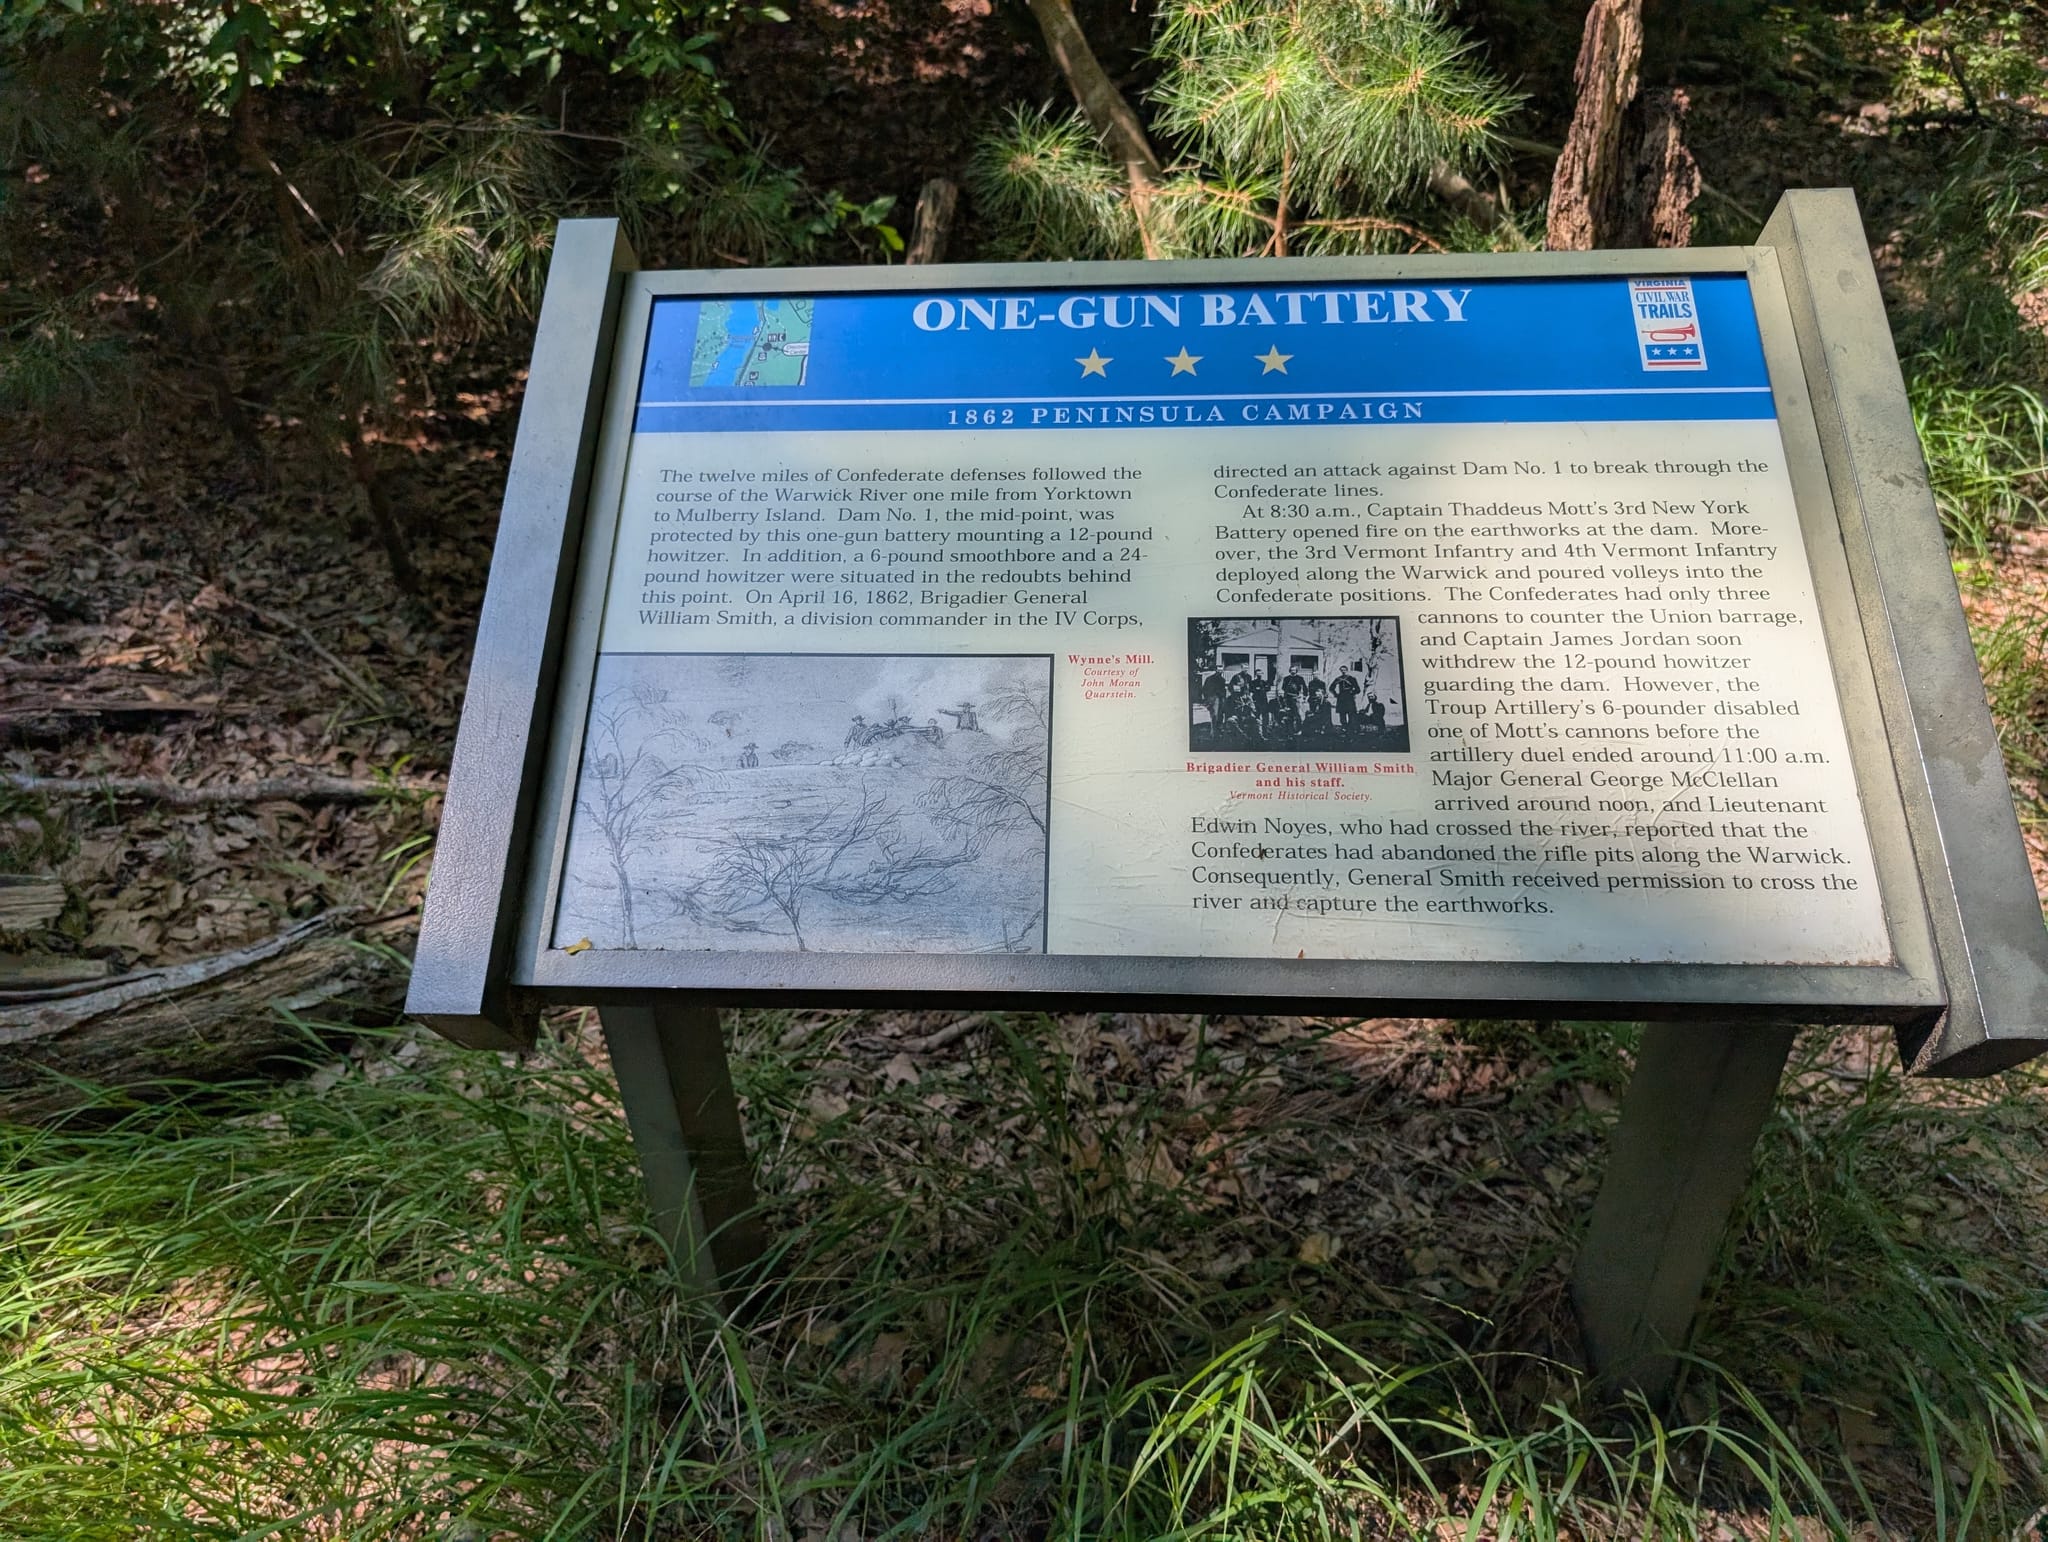 ONE-GUN BATTERY
VIRGINIA
CIVIL WAR
TRAILS
1862 PENINSULA CAMPAIGN
The twelve miles of Confederate defenses followed the
course of the Warwick River one mile from Yorktown
to Mulberry Island. Dam No. 1, the mid-point, was
protected by this one-gun battery mounting a 12-pound
howitzer. In addition, a 6-pound smoothbore and a 24-
pound howitzer were situated in the redoubts behind
this point. On April 16, 1862, Brigadier General
William Smith, a division commander in the IV Corps,
Wynne's Mill.
Courtesy of
John Moran
Quarstein.
directed an attack against Dam No. 1 to break through the
Confederate lines.
At 8:30 a.m., Captain Thaddeus Mott's 3rd New York
Battery opened fire on the earthworks at the dam. More-
over, the 3rd Vermont Infantry and 4th Vermont Infantry
deployed along the Warwick and poured volleys into the
Confederate positions. The Confederates had only three
cannons to counter the Union barrage,
and Captain James Jordan soon
withdrew the 12-pound howitzer
guarding the dam. However, the
Troup Artillery's 6-pounder disabled
one of Mott's cannons before the
artillery duel ended around 11:00 a.m.
Major General George McClellan
arrived around noon, and Lieutenant
Edwin Noyes, who had crossed the river, reported that the
Confederates had abandoned the rifle pits along the Warwick.
Consequently, General Smith received permission to cross the
river and capture the earthworks.
Brigadier General William Smith
and his staff.
Vermont Historical Society.